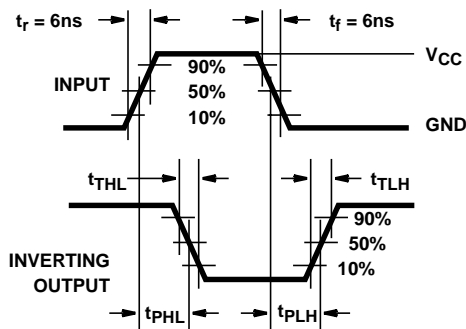 tr = 6ns
tf = 6ns
VCC
90%
INPUT
50%
10%
GND
tTHL
tTLH
90%
50%
INVERTING
OUTPUT
10%
tPHL
tPLH